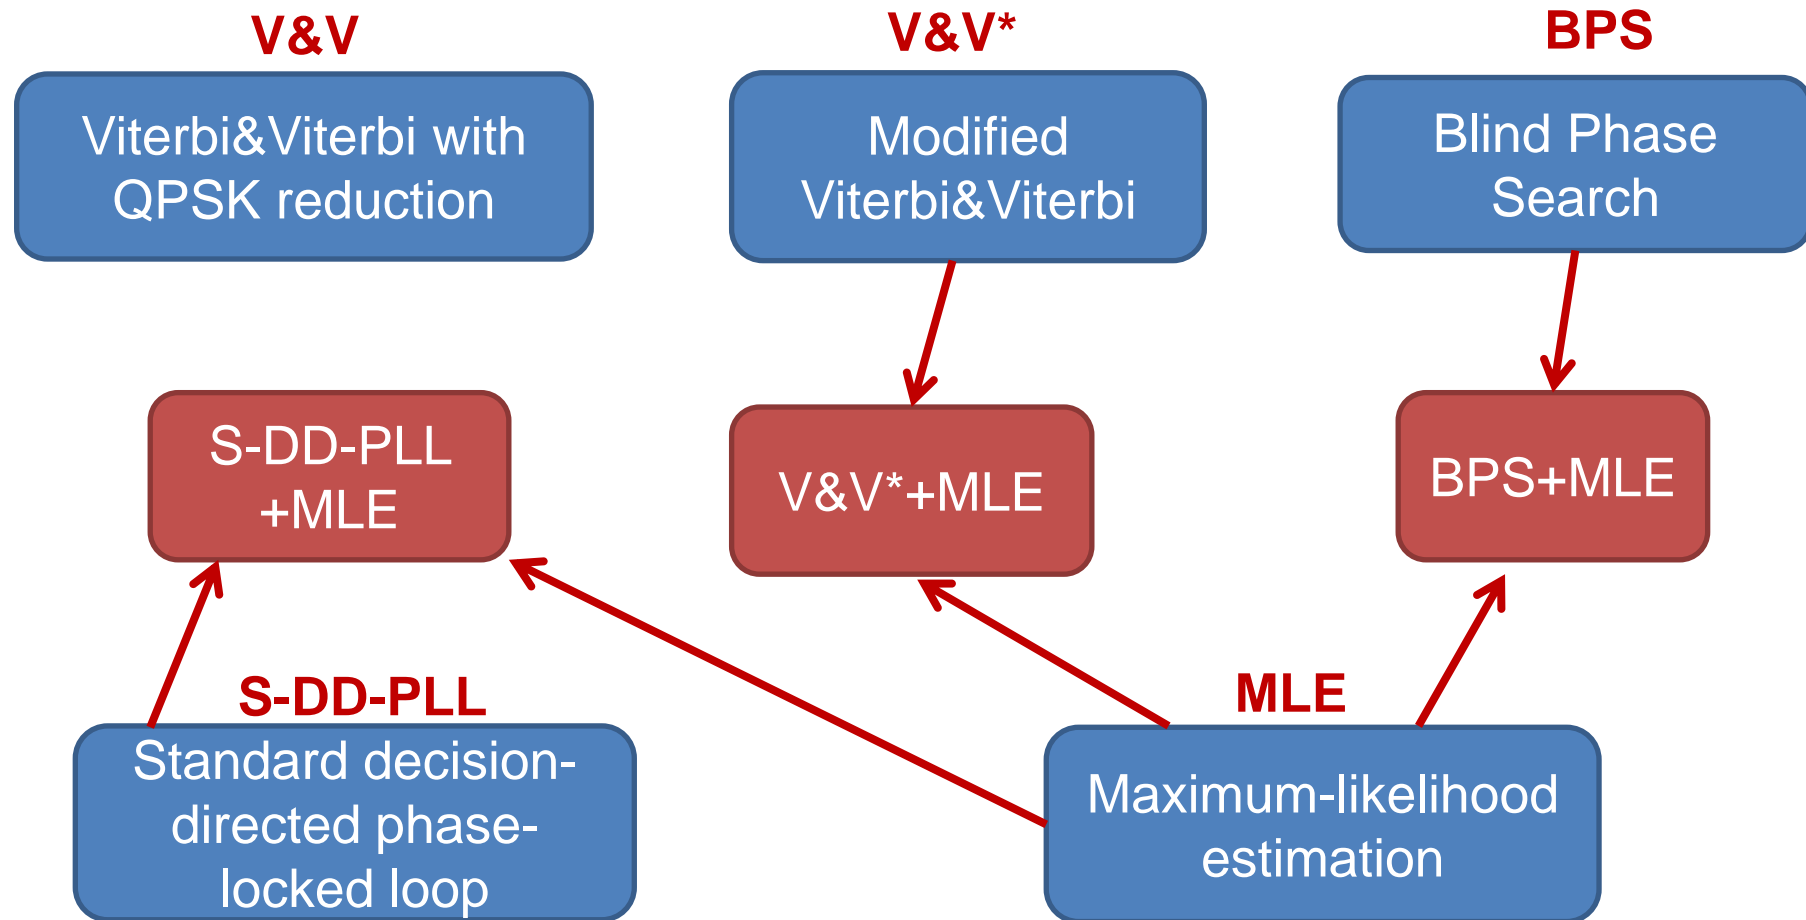 V&V
V&V*
BPS
Viterbi&Viterbi with
QPSK reduction
Modified
Viterbi&Viterbi
Blind Phase
Search
S-DD-PLL
+MLE
V&V*+MLE
BPS+MLE
S-DD-PLL
MLE
Standard decision-
directed phase-
locked loop
Maximum-likelihood
estimation